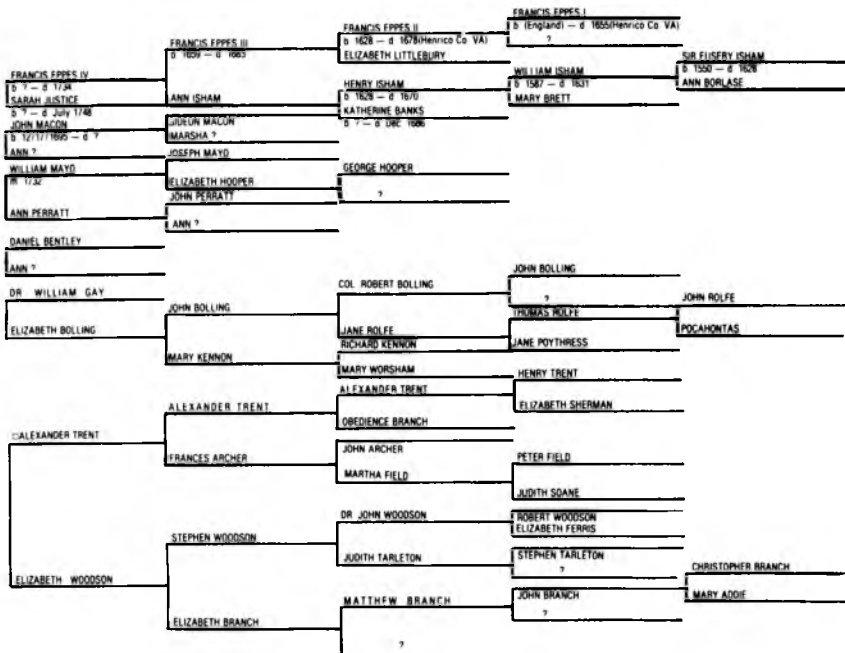 FRANCIS EPPES IV
b ? — d 1734
SARAH JUSTICE
b ? — d July 1748
JOHN MACON
b 12/17/1695 — d ?
ANN ?
WILLIAM MAYD
m 1732
ANN PERRATT
DANIEL BENTLEY
ANN ?
DR WILLIAM GAY
ELIZABETH BOLLING
□ALEXANDER TRENT
ELIZABETH WOODSON
FRANCIS EPPES III
b 1659 — d
ANN ISHAM
GIDEON MACON
MARSHA ?
JOSEPH MAYD
ELIZABETH HOOPER
JOHN PERRATT
ANN ?
JOHN BOLLING
MARY KENNON
ALEXANDER TRENT
FRANCES ARCHER
STEPHEN WOODSON
ELIZABETH BRANCH
FRANCIS EPPES II
b 1628 — d 1678(Henrico Co VA)
ELIZABETH LITTLEBURY
HENRY ISHAM
b 1628 — d 1670
KATHERINE BANKS
b ? — d Dec 1686
GEORGE HOOPER
?
COL ROBERT BOLLING
JANE ROLFE
RICHARD KENNON
MARY WORSHAM
ALEXANDER TRENT
OBEDIENCE BRANCH
JOHN ARCHER
MARTHA FIELD
DR JOHN WOODSON
JUDITH TARLETON
MATTHEW BRANCH
?
FRANCIS EPPES I
b (England) — d 1655(Henrico Co VA)
?
WILLIAM ISHAM
b 1587 — d 1631
MARY BRETT
JOHN BOLLING
?
THOMAS ROLFE
JANE POYTHRESS
HENRY TRENT
ELIZABETH SHERMAN
PETER FIELD
JUDITH SOANE
ROBERT WOODSON
ELIZABETH FERRIS
STEPHEN TARLETON
?
JOHN BRANCH
?
SIR EUSEBY ISHAM
b 1550 — d 1628
ANN BORLASE
JOHN ROLFE
POCAHONTAS
CHRISTOPHER BRANCH
MARY ADDIE